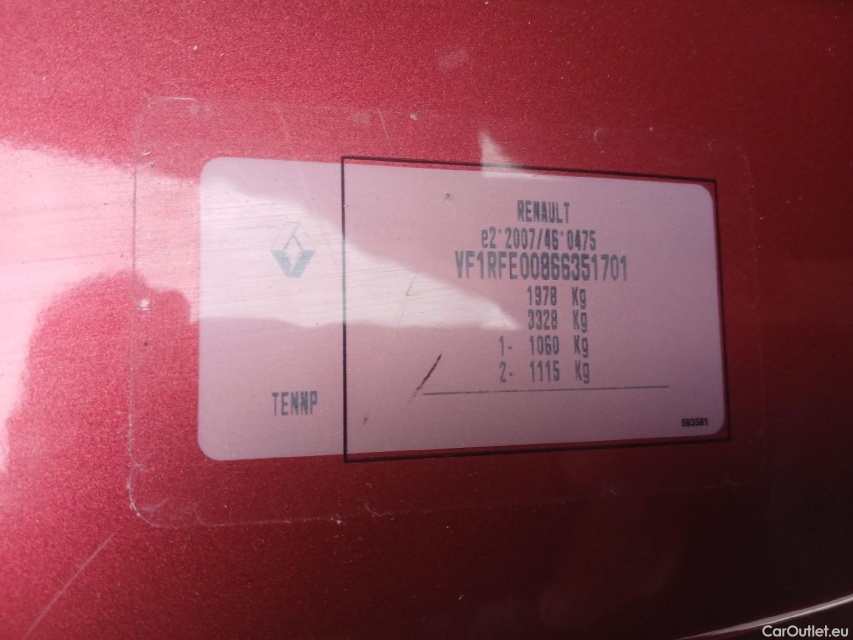 RENAULT
e2*2007/46*0475
VF1RFE00866351701
1978 Kg
3328 Kg
1- 1060 Kg
2- 1115 Kg
TENNP
593581
CarOutlet.eu